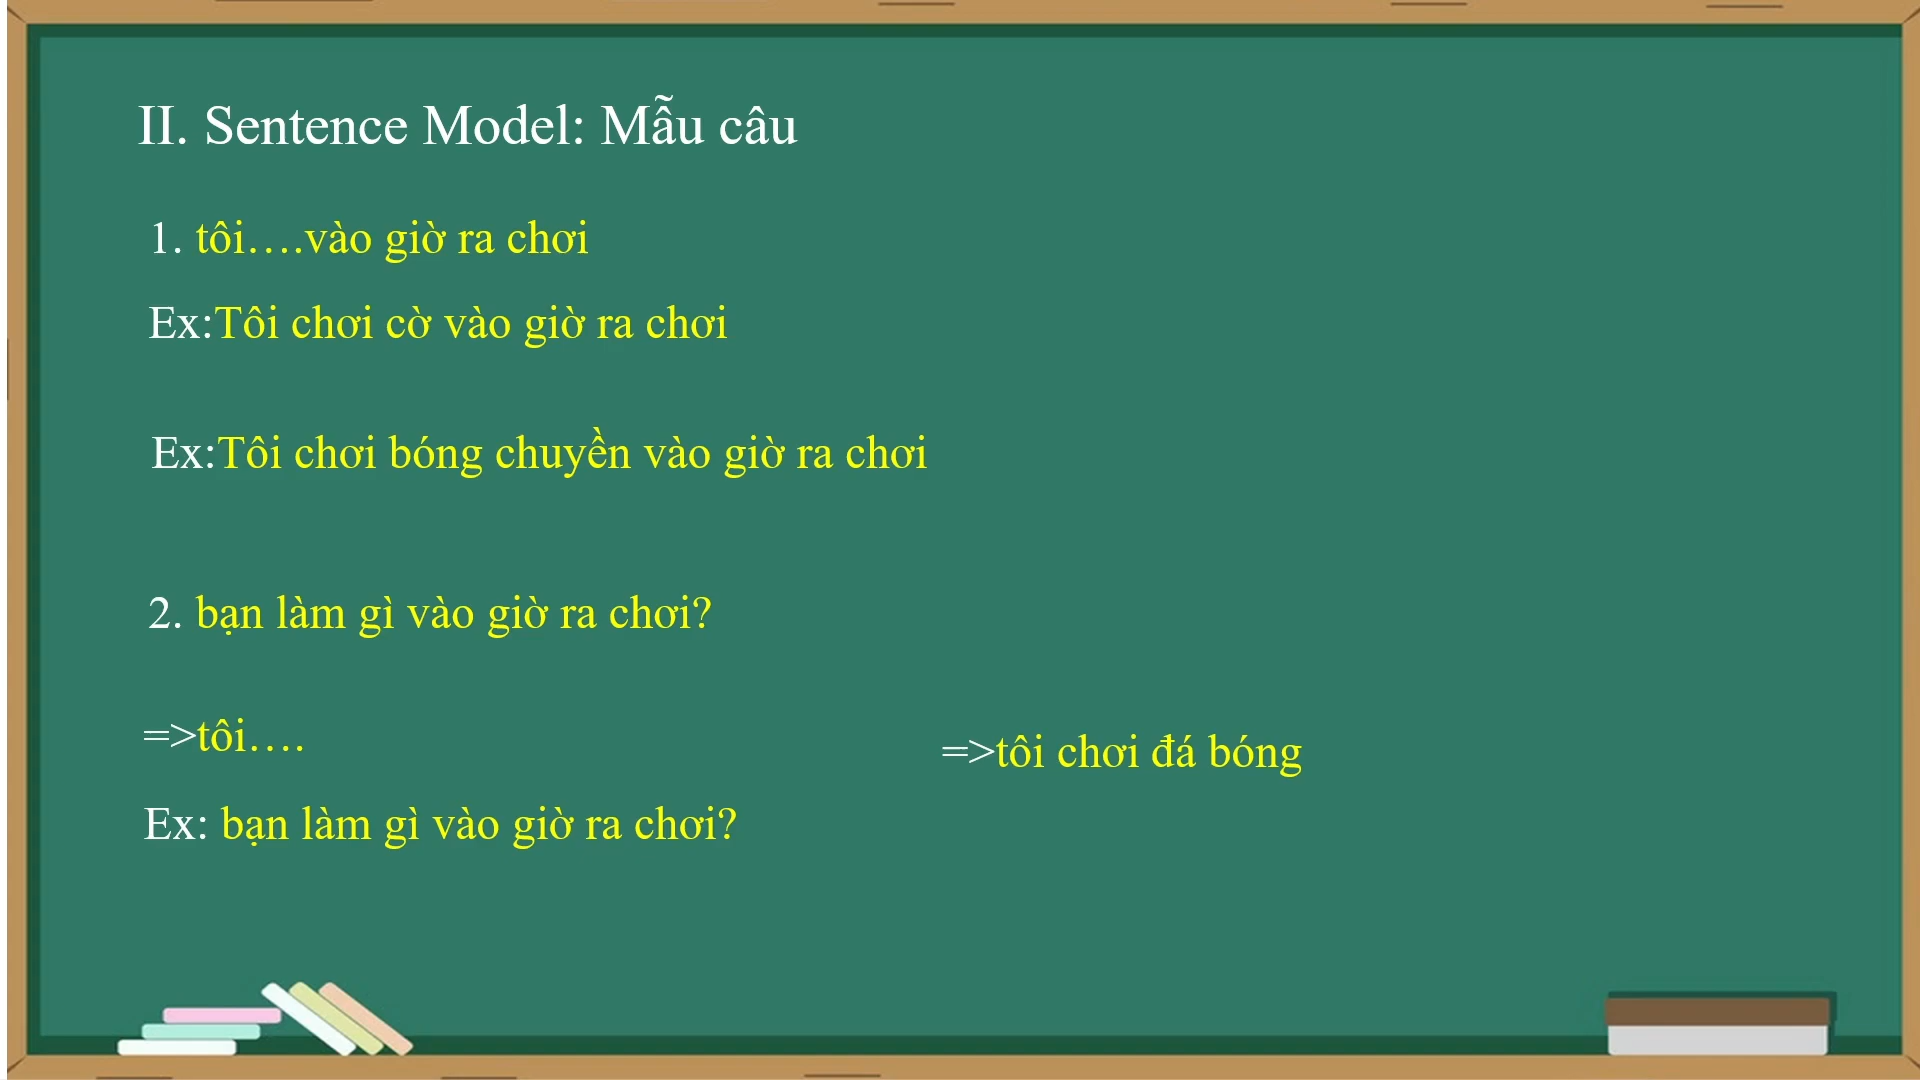 II. Sentence Model: Mẫu câu
1. tôi….vào giờ ra chơi
Ex:Tôi chơi cờ vào giờ ra chơi
Ex:Tôi chơi bóng chuyền vào giờ ra chơi
2. bạn làm gì vào giờ ra chơi?
=>tôi….
=>tôi chơi đá bóng
Ex: bạn làm gì vào giờ ra chơi?